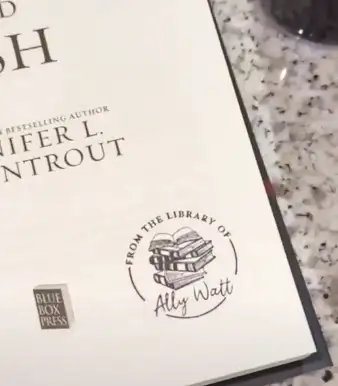 D
SH
BESTSELLING AUTHOR
NIFER L.
NTROUT
FROM THE LIBRARY OF
Ally Watt
BLUE
BOX
PRESS